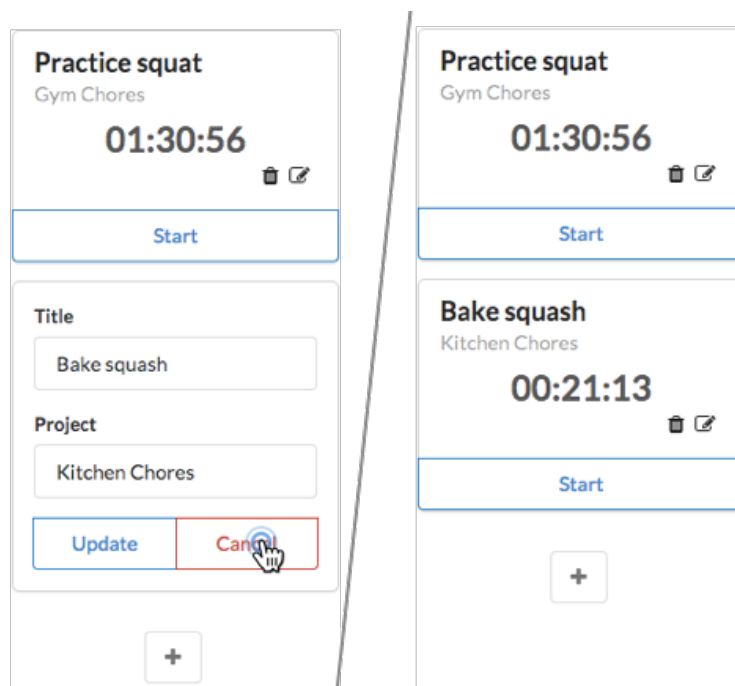 Practice squat
Gym Chores
01:30:56
Start
Title
Bake squash
Project
Kitchen Chores
Update Cancel
+
Practice squat
Gym Chores
01:30:56
Start
Bake squash
Kitchen Chores
00:21:13
Start
+